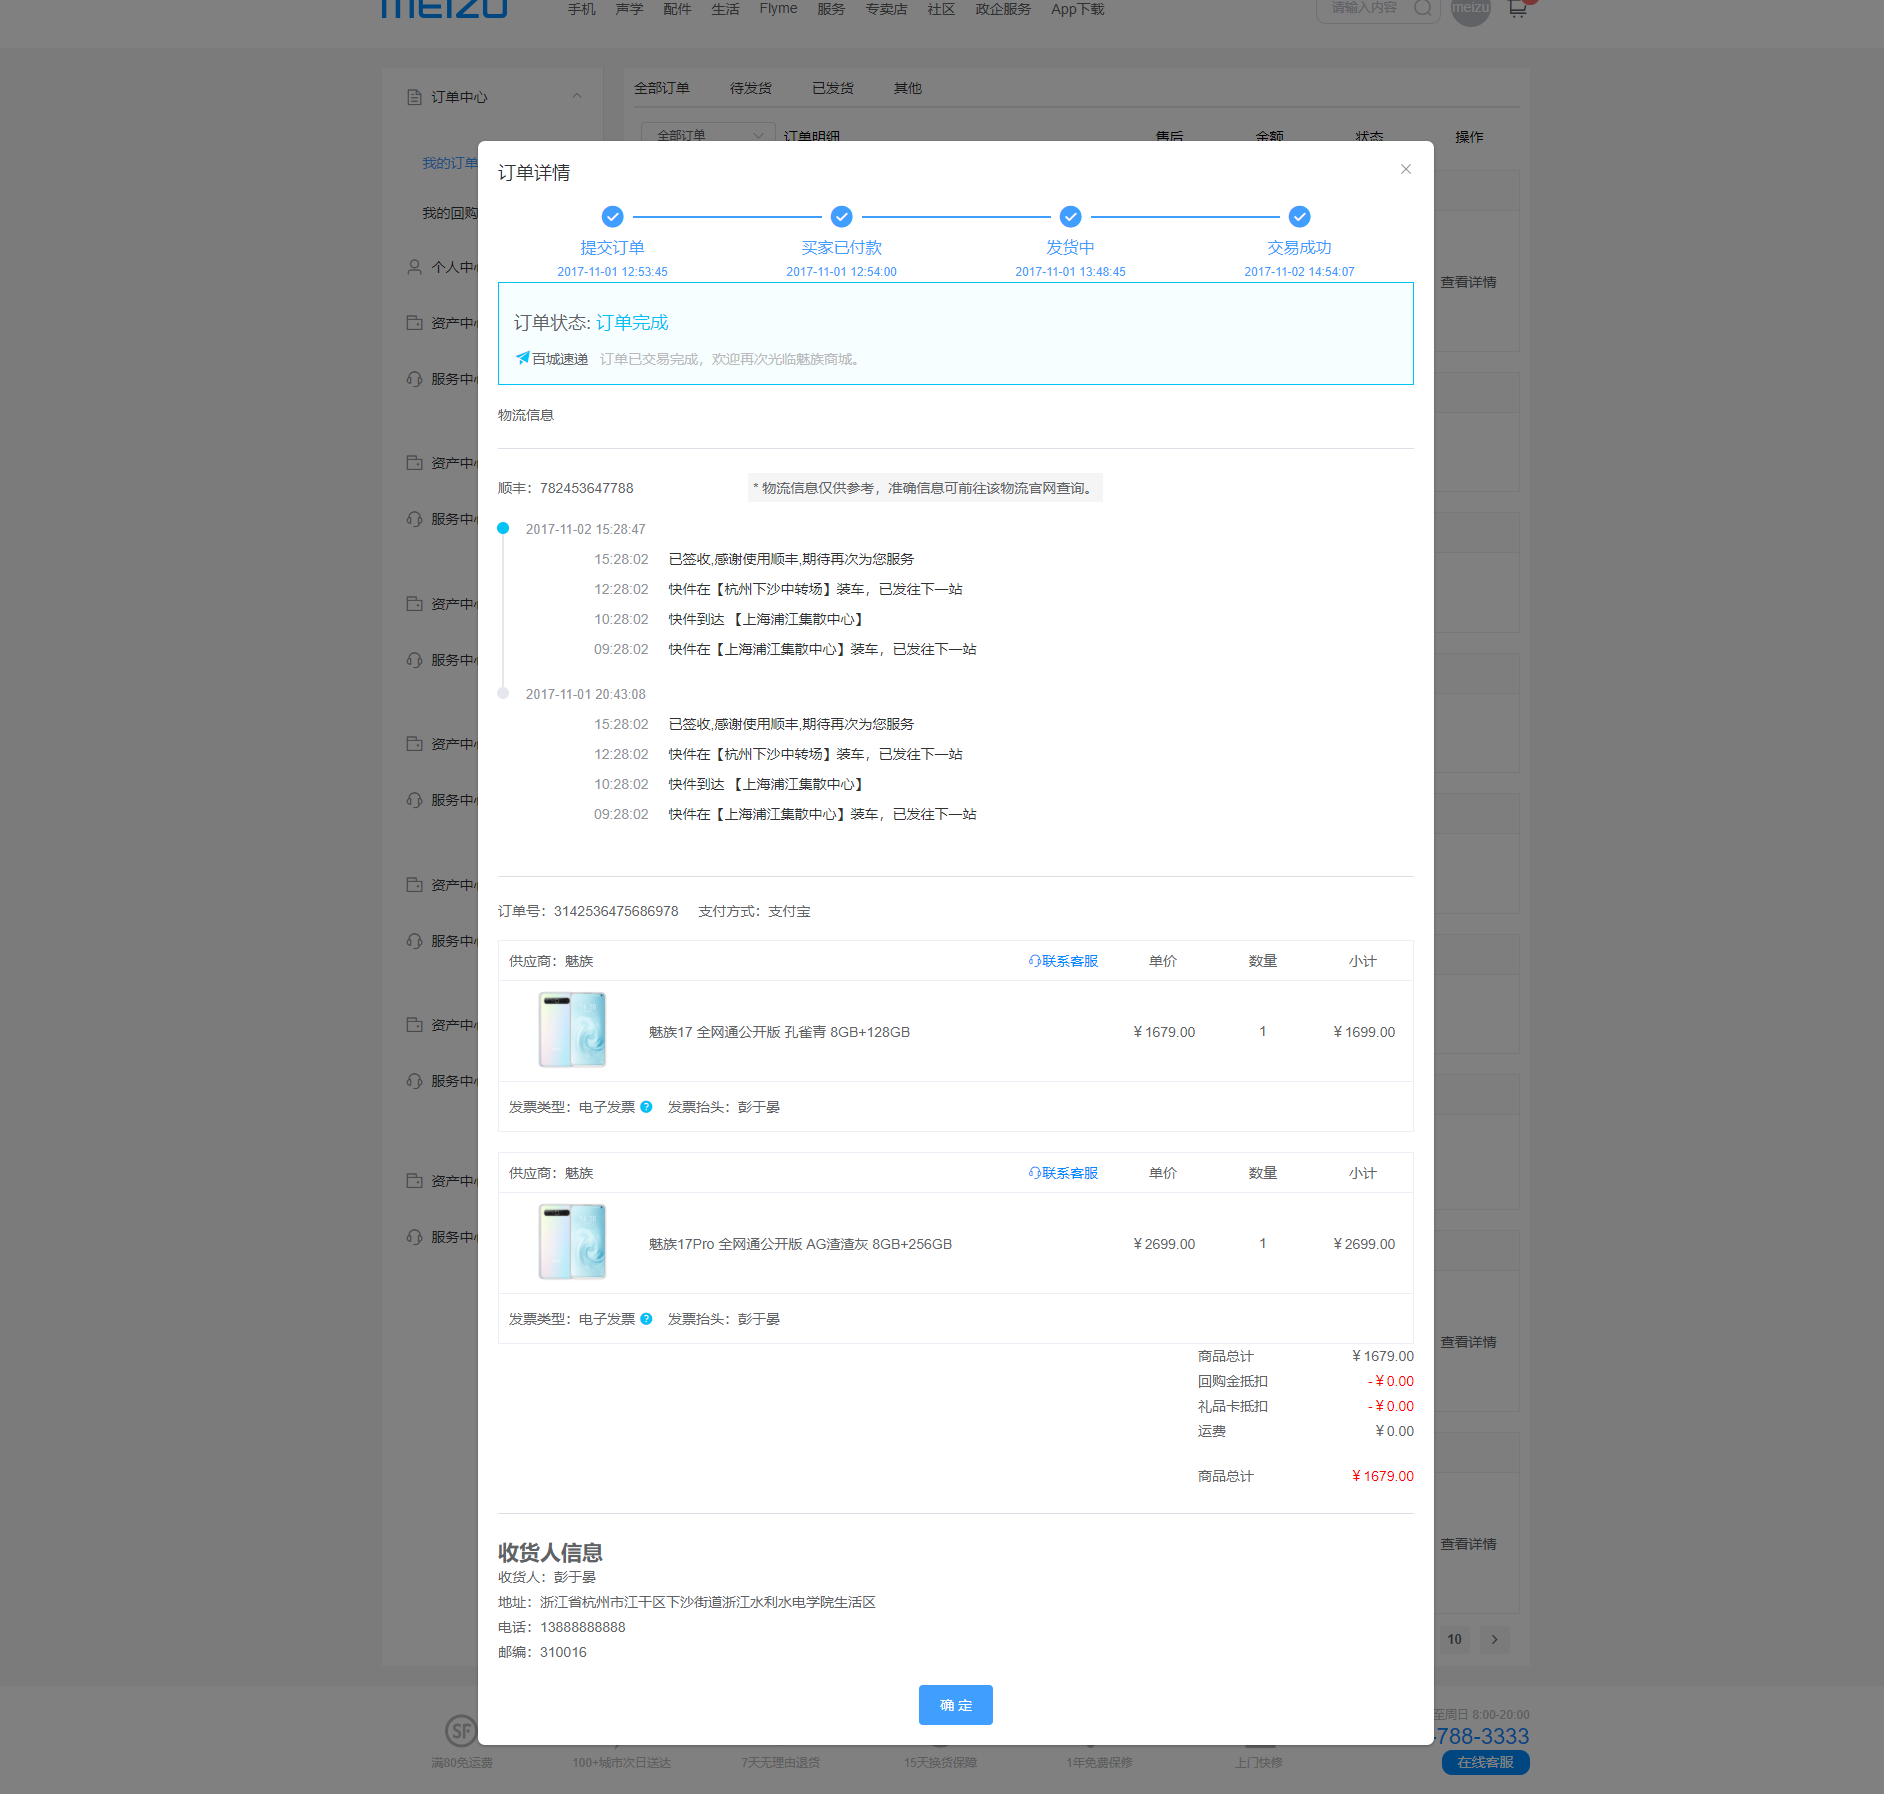 MEIZU
手机 声学 配件 生活 Flyme 服务 专卖店 社区 政企服务 App下载
请输入内容
meizu
订单中心
我的订单
我的回购
个人中心
资产中心
服务中心
资产中心
服务中心
资产中心
服务中心
资产中心
服务中心
资产中心
服务中心
资产中心
服务中心
资产中心
服务中心
全部订单 待发货 已发货 其他
全部订单 订单明细 售后 金额 状态 操作
查看详情
查看详情
查看详情
10
订单详情
提交订单 买家已付款 发货中 交易成功
2017-11-01 12:53:45 2017-11-01 12:54:00 2017-11-01 13:48:45 2017-11-02 14:54:07
订单状态: 订单完成
百城速递 订单已交易完成，欢迎再次光临魅族商城。
物流信息
顺丰：782453647788 * 物流信息仅供参考，准确信息可前往该物流官网查询。
2017-11-02 15:28:47
15:28:02 已签收,感谢使用顺丰,期待再次为您服务
12:28:02 快件在【杭州下沙中转场】装车，已发往下一站
10:28:02 快件到达 【上海浦江集散中心】
09:28:02 快件在【上海浦江集散中心】装车，已发往下一站
2017-11-01 20:43:08
15:28:02 已签收,感谢使用顺丰,期待再次为您服务
12:28:02 快件在【杭州下沙中转场】装车，已发往下一站
10:28:02 快件到达 【上海浦江集散中心】
09:28:02 快件在【上海浦江集散中心】装车，已发往下一站
订单号：3142536475686978 支付方式：支付宝
供应商：魅族 联系客服 单价 数量 小计
魅族17 全网通公开版 孔雀青 8GB+128GB ￥1679.00 1 ￥1699.00
发票类型：电子发票 ? 发票抬头：彭于晏
供应商：魅族 联系客服 单价 数量 小计
魅族17Pro 全网通公开版 AG渣渣灰 8GB+256GB ￥2699.00 1 ￥2699.00
发票类型：电子发票 ? 发票抬头：彭于晏
商品总计 ￥1679.00
回购金抵扣 -￥0.00
礼品卡抵扣 -￥0.00
运费 ￥0.00
商品总计 ￥1679.00
收货人信息
收货人：彭于晏
地址：浙江省杭州市江干区下沙街道浙江水利水电学院生活区
电话：13888888888
邮编：310016
确 定
SF
满80免运费 100+城市次日送达 7天无理由退货 15天换货保障 1年免费保修 上门快修
至周日 8:00-20:00
-788-3333
在线客服